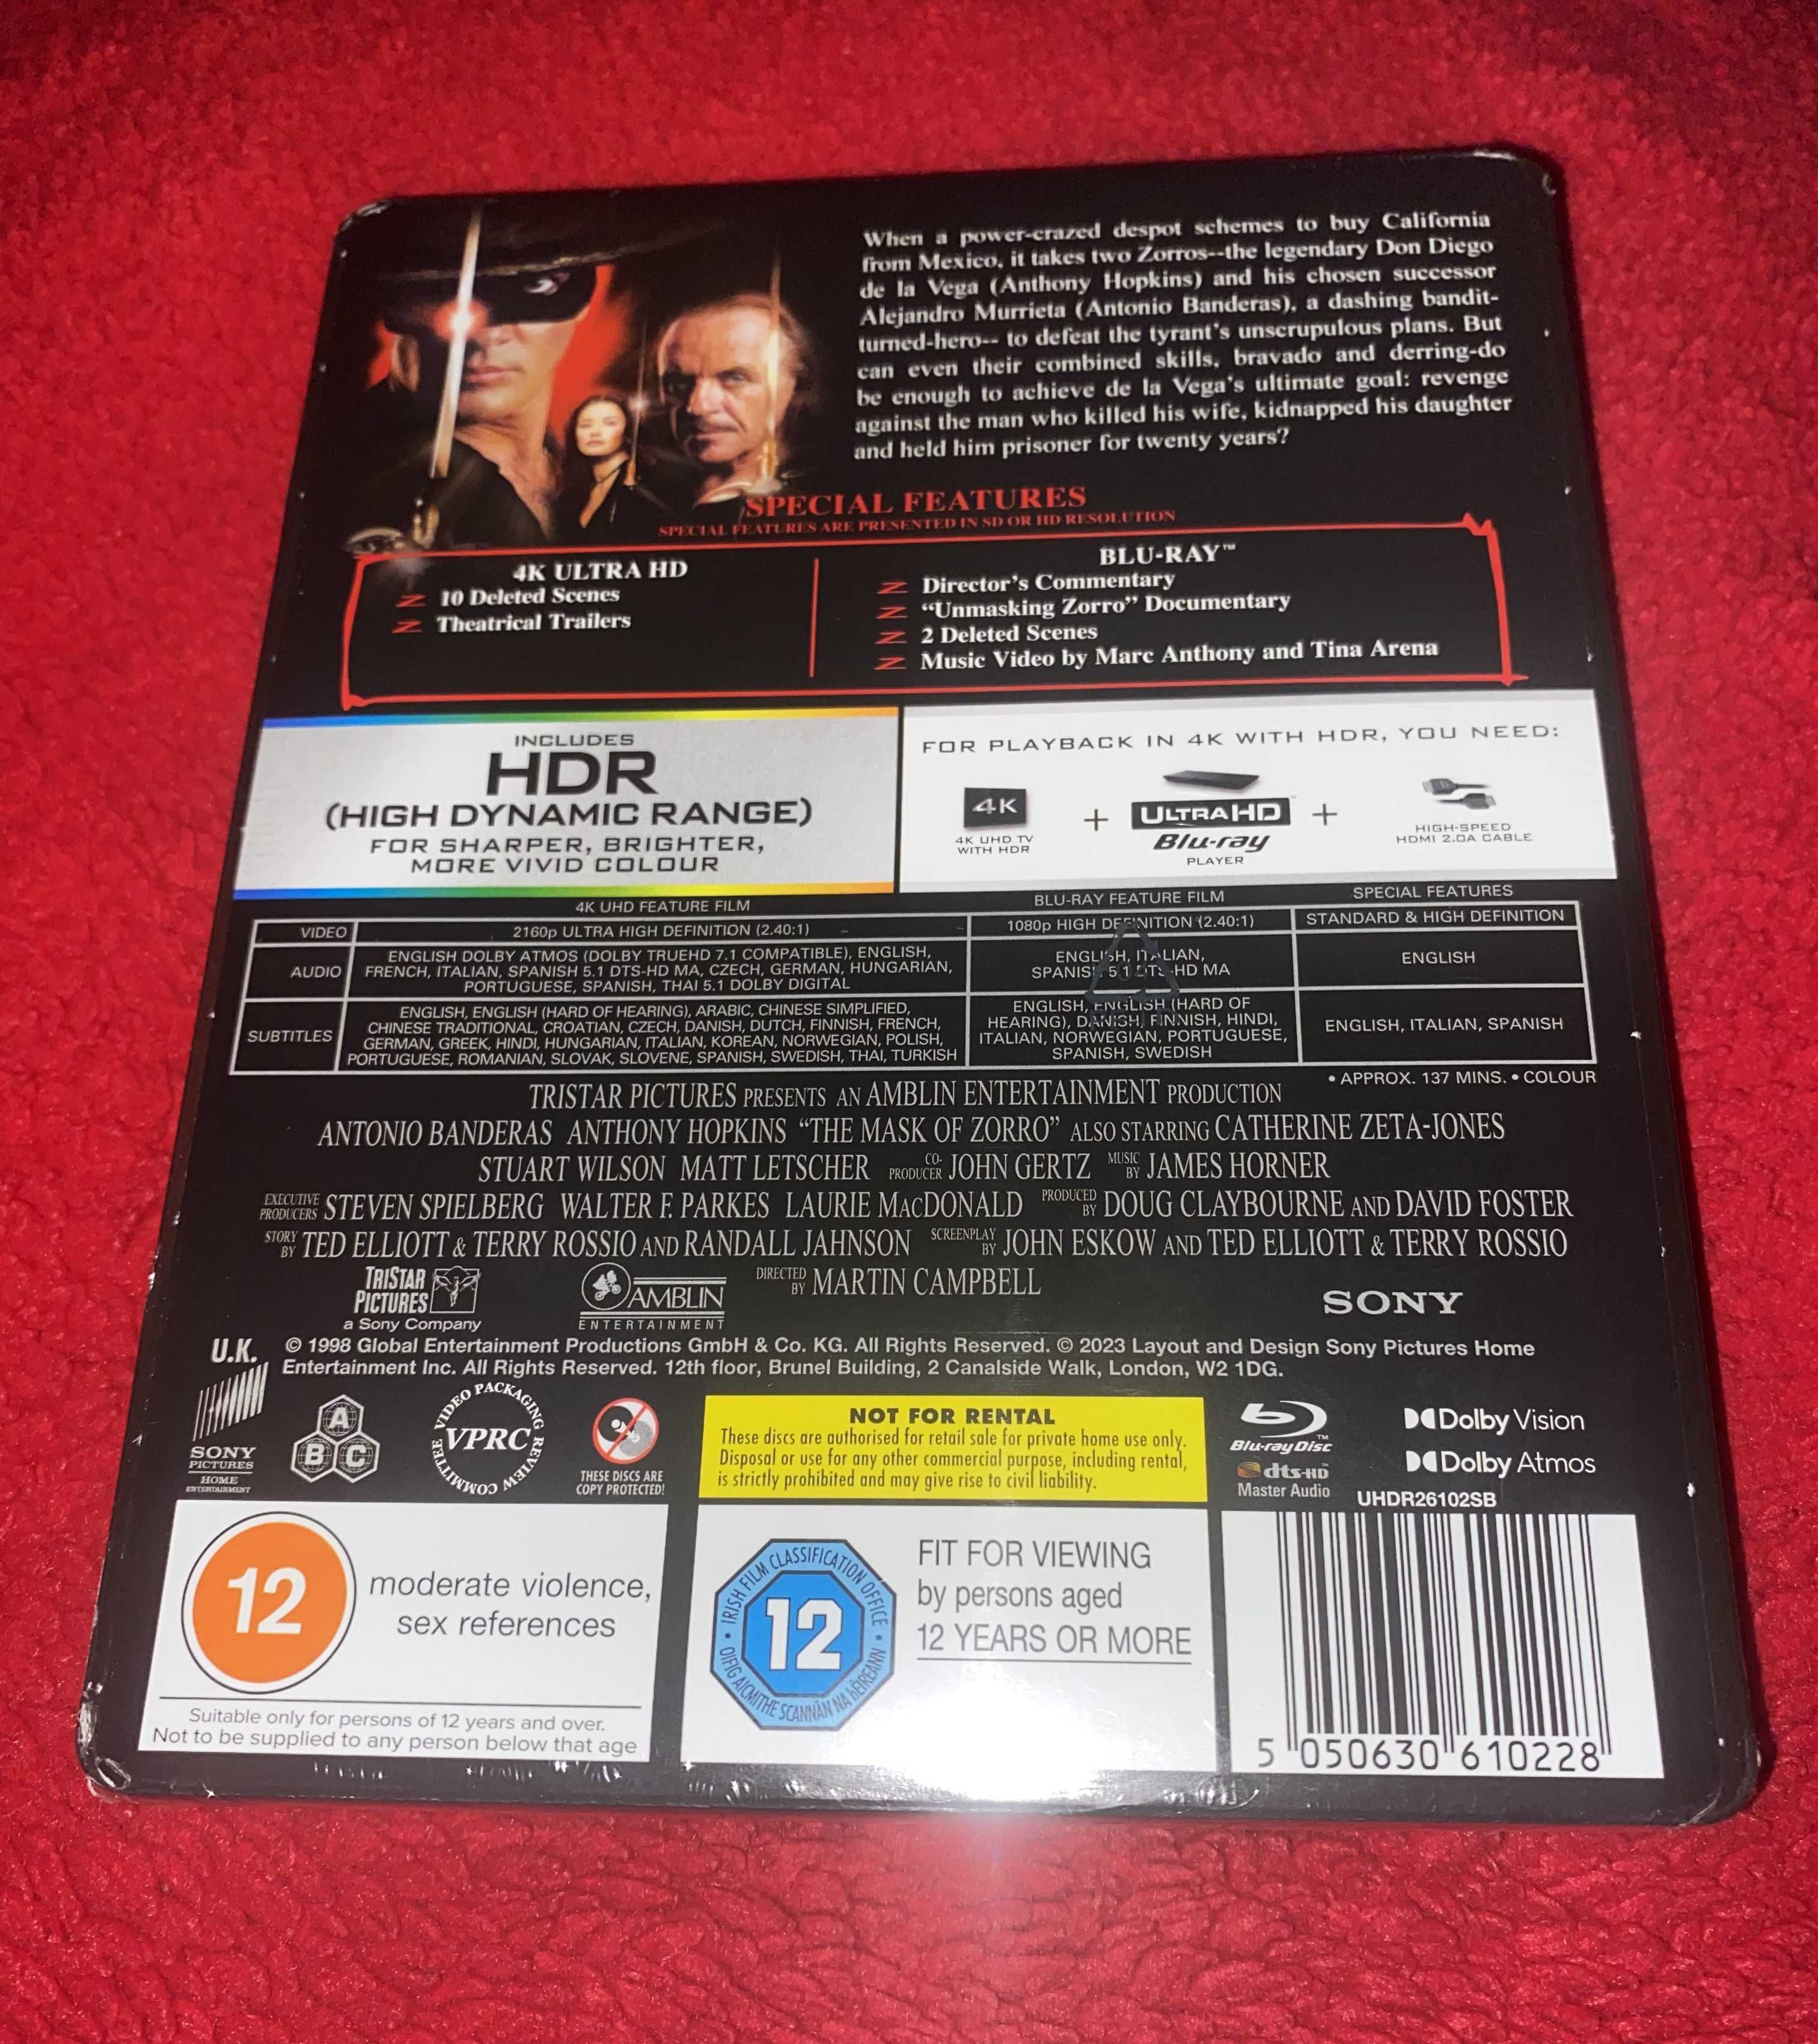 When a power-crazed despot schemes to buy California
from Mexico, it takes two Zorros--the legendary Don Diego
de la Vega (Anthony Hopkins) and his chosen successor
Alejandro Murrieta (Antonio Banderas), a dashing bandit-
turned-hero-- to defeat the tyrant's unscrupulous plans. But
can even their combined skills, bravado and derring-do
be enough to achieve de la Vega's ultimate goal: revenge
against the man who killed his wife, kidnapped his daughter
and held him prisoner for twenty years?
SPECIAL FEATURES
SPECIAL FEATURES ARE PRESENTED IN SD OR HD RESOLUTION
4K ULTRA HD
10 Deleted Scenes
Theatrical Trailers
BLU-RAY™
Director's Commentary
"Unmasking Zorro" Documentary
2 Deleted Scenes
Music Video by Marc Anthony and Tina Arena
INCLUDES
HDR
(HIGH DYNAMIC RANGE)
FOR SHARPER, BRIGHTER,
MORE VIVID COLOUR
FOR PLAYBACK IN 4K WITH HDR, YOU NEED:
4K
4K UHD TV
WITH HDR
+
ULTRA HD
Blu-ray
PLAYER
+
HIGH-SPEED
HDMI 2.0A CABLE
4K UHD FEATURE FILM
BLU-RAY FEATURE FILM
SPECIAL FEATURES
VIDEO
2160p ULTRA HIGH DEFINITION (2.40:1)
1080p HIGH DEFINITION (2.40:1)
STANDARD & HIGH DEFINITION
AUDIO
ENGLISH DOLBY ATMOS (DOLBY TRUEHD 7.1 COMPATIBLE), ENGLISH,
FRENCH, ITALIAN, SPANISH 5.1 DTS-HD MA, CZECH, GERMAN, HUNGARIAN,
PORTUGUESE, SPANISH, THAI 5.1 DOLBY DIGITAL
ENGLISH, ITALIAN,
SPANISH 5.1 DTS-HD MA
ENGLISH
SUBTITLES
ENGLISH, ENGLISH (HARD OF HEARING), ARABIC, CHINESE SIMPLIFIED,
CHINESE TRADITIONAL, CROATIAN, CZECH, DANISH, DUTCH, FINNISH, FRENCH,
GERMAN, GREEK, HINDI, HUNGARIAN, ITALIAN, KOREAN, NORWEGIAN, POLISH,
PORTUGUESE, ROMANIAN, SLOVAK, SLOVENE, SPANISH, SWEDISH, THAI, TURKISH
ENGLISH, ENGLISH (HARD OF
HEARING), DANISH, FINNISH, HINDI,
ITALIAN, NORWEGIAN, PORTUGUESE,
SPANISH, SWEDISH
ENGLISH, ITALIAN, SPANISH
• APPROX. 137 MINS. • COLOUR
TRISTAR PICTURES PRESENTS AN AMBLIN ENTERTAINMENT PRODUCTION
ANTONIO BANDERAS ANTHONY HOPKINS "THE MASK OF ZORRO" ALSO STARRING CATHERINE ZETA-JONES
STUART WILSON MATT LETSCHER CO-PRODUCER JOHN GERTZ MUSIC BY JAMES HORNER
EXECUTIVE PRODUCERS STEVEN SPIELBERG WALTER F. PARKES LAURIE MACDONALD PRODUCED BY DOUG CLAYBOURNE AND DAVID FOSTER
STORY BY TED ELLIOTT & TERRY ROSSIO AND RANDALL JAHNSON SCREENPLAY BY JOHN ESKOW AND TED ELLIOTT & TERRY ROSSIO
DIRECTED BY MARTIN CAMPBELL
TRISTAR
PICTURES
a Sony Company
AMBLIN
ENTERTAINMENT
SONY
U.K.
© 1998 Global Entertainment Productions GmbH & Co. KG. All Rights Reserved. © 2023 Layout and Design Sony Pictures Home
Entertainment Inc. All Rights Reserved. 12th floor, Brunel Building, 2 Canalside Walk, London, W2 1DG.
SONY
PICTURES
HOME
ENTERTAINMENT
A
B C
VIDEO PACKAGING REVIEW COMMITTEE
VPRC
THESE DISCS ARE
COPY PROTECTED!
NOT FOR RENTAL
These discs are authorised for retail sale for private home use only.
Disposal or use for any other commercial purpose, including rental,
is strictly prohibited and may give rise to civil liability.
Blu-ray Disc™
dts-HD
Master Audio
Dolby Vision
Dolby Atmos
UHDR26102SB
12
moderate violence,
sex references
Suitable only for persons of 12 years and over.
Not to be supplied to any person below that age
• IRISH FILM CLASSIFICATION OFFICE •
12
OIFIG AICMITHE SCANNÁN NA hÉIREANN
FIT FOR VIEWING
by persons aged
12 YEARS OR MORE
5 050630 610228